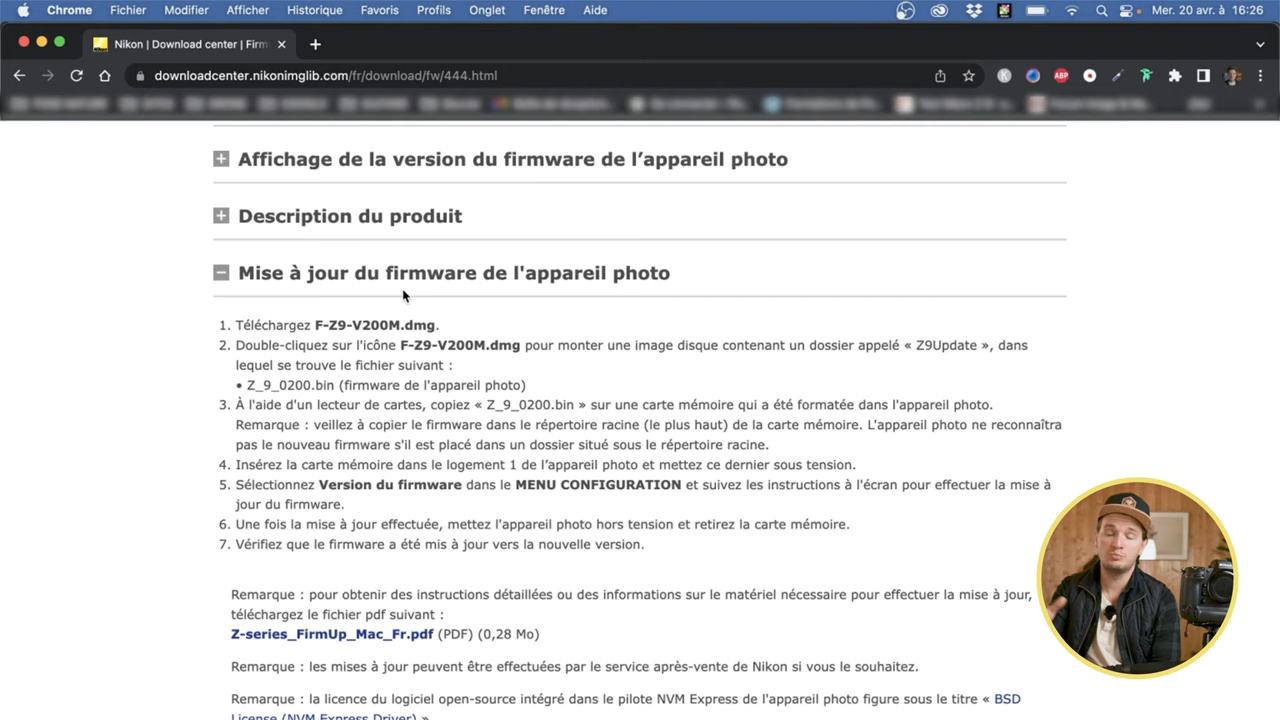 Chrome Fichier Modifier Afficher Historique Favoris Profils Onglet Fenêtre Aide Mer. 20 avr. à 16:26
Nikon | Download center | Firm
downloadcenter.nikonimglib.com/fr/download/fw/444.html
ABP
Affichage de la version du firmware de l’appareil photo
Description du produit
Mise à jour du firmware de l'appareil photo
1. Téléchargez F-Z9-V200M.dmg.
2. Double-cliquez sur l'icône F-Z9-V200M.dmg pour monter une image disque contenant un dossier appelé « Z9Update », dans
lequel se trouve le fichier suivant :
• Z_9_0200.bin (firmware de l'appareil photo)
3. À l'aide d'un lecteur de cartes, copiez « Z_9_0200.bin » sur une carte mémoire qui a été formatée dans l'appareil photo.
Remarque : veillez à copier le firmware dans le répertoire racine (le plus haut) de la carte mémoire. L'appareil photo ne reconnaîtra
pas le nouveau firmware s'il est placé dans un dossier situé sous le répertoire racine.
4. Insérez la carte mémoire dans le logement 1 de l’appareil photo et mettez ce dernier sous tension.
5. Sélectionnez Version du firmware dans le MENU CONFIGURATION et suivez les instructions à l'écran pour effectuer la mise à
jour du firmware.
6. Une fois la mise à jour effectuée, mettez l'appareil photo hors tension et retirez la carte mémoire.
7. Vérifiez que le firmware a été mis à jour vers la nouvelle version.
Remarque : pour obtenir des instructions détaillées ou des informations sur le matériel nécessaire pour effectuer la mise à jour,
téléchargez le fichier pdf suivant :
Z-series_FirmUp_Mac_Fr.pdf (PDF) (0,28 Mo)
Remarque : les mises à jour peuvent être effectuées par le service après-vente de Nikon si vous le souhaitez.
Remarque : la licence du logiciel open-source intégré dans le pilote NVM Express de l'appareil photo figure sous le titre « BSD
License (NVM Express Driver) ».